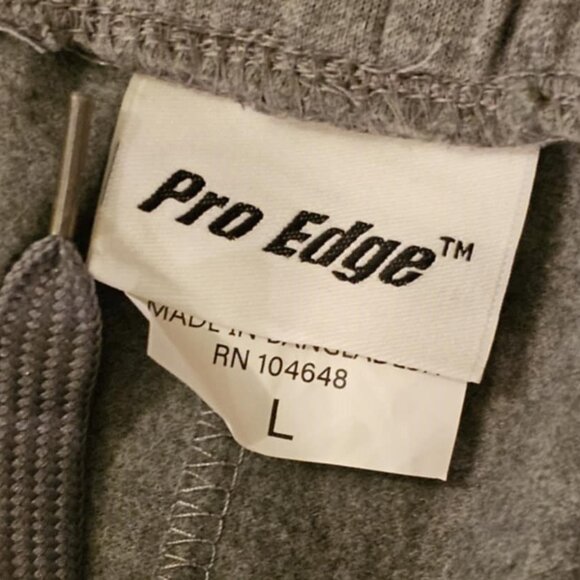 Pro Edge™
MADE IN BANGLADESH
RN 104648
L